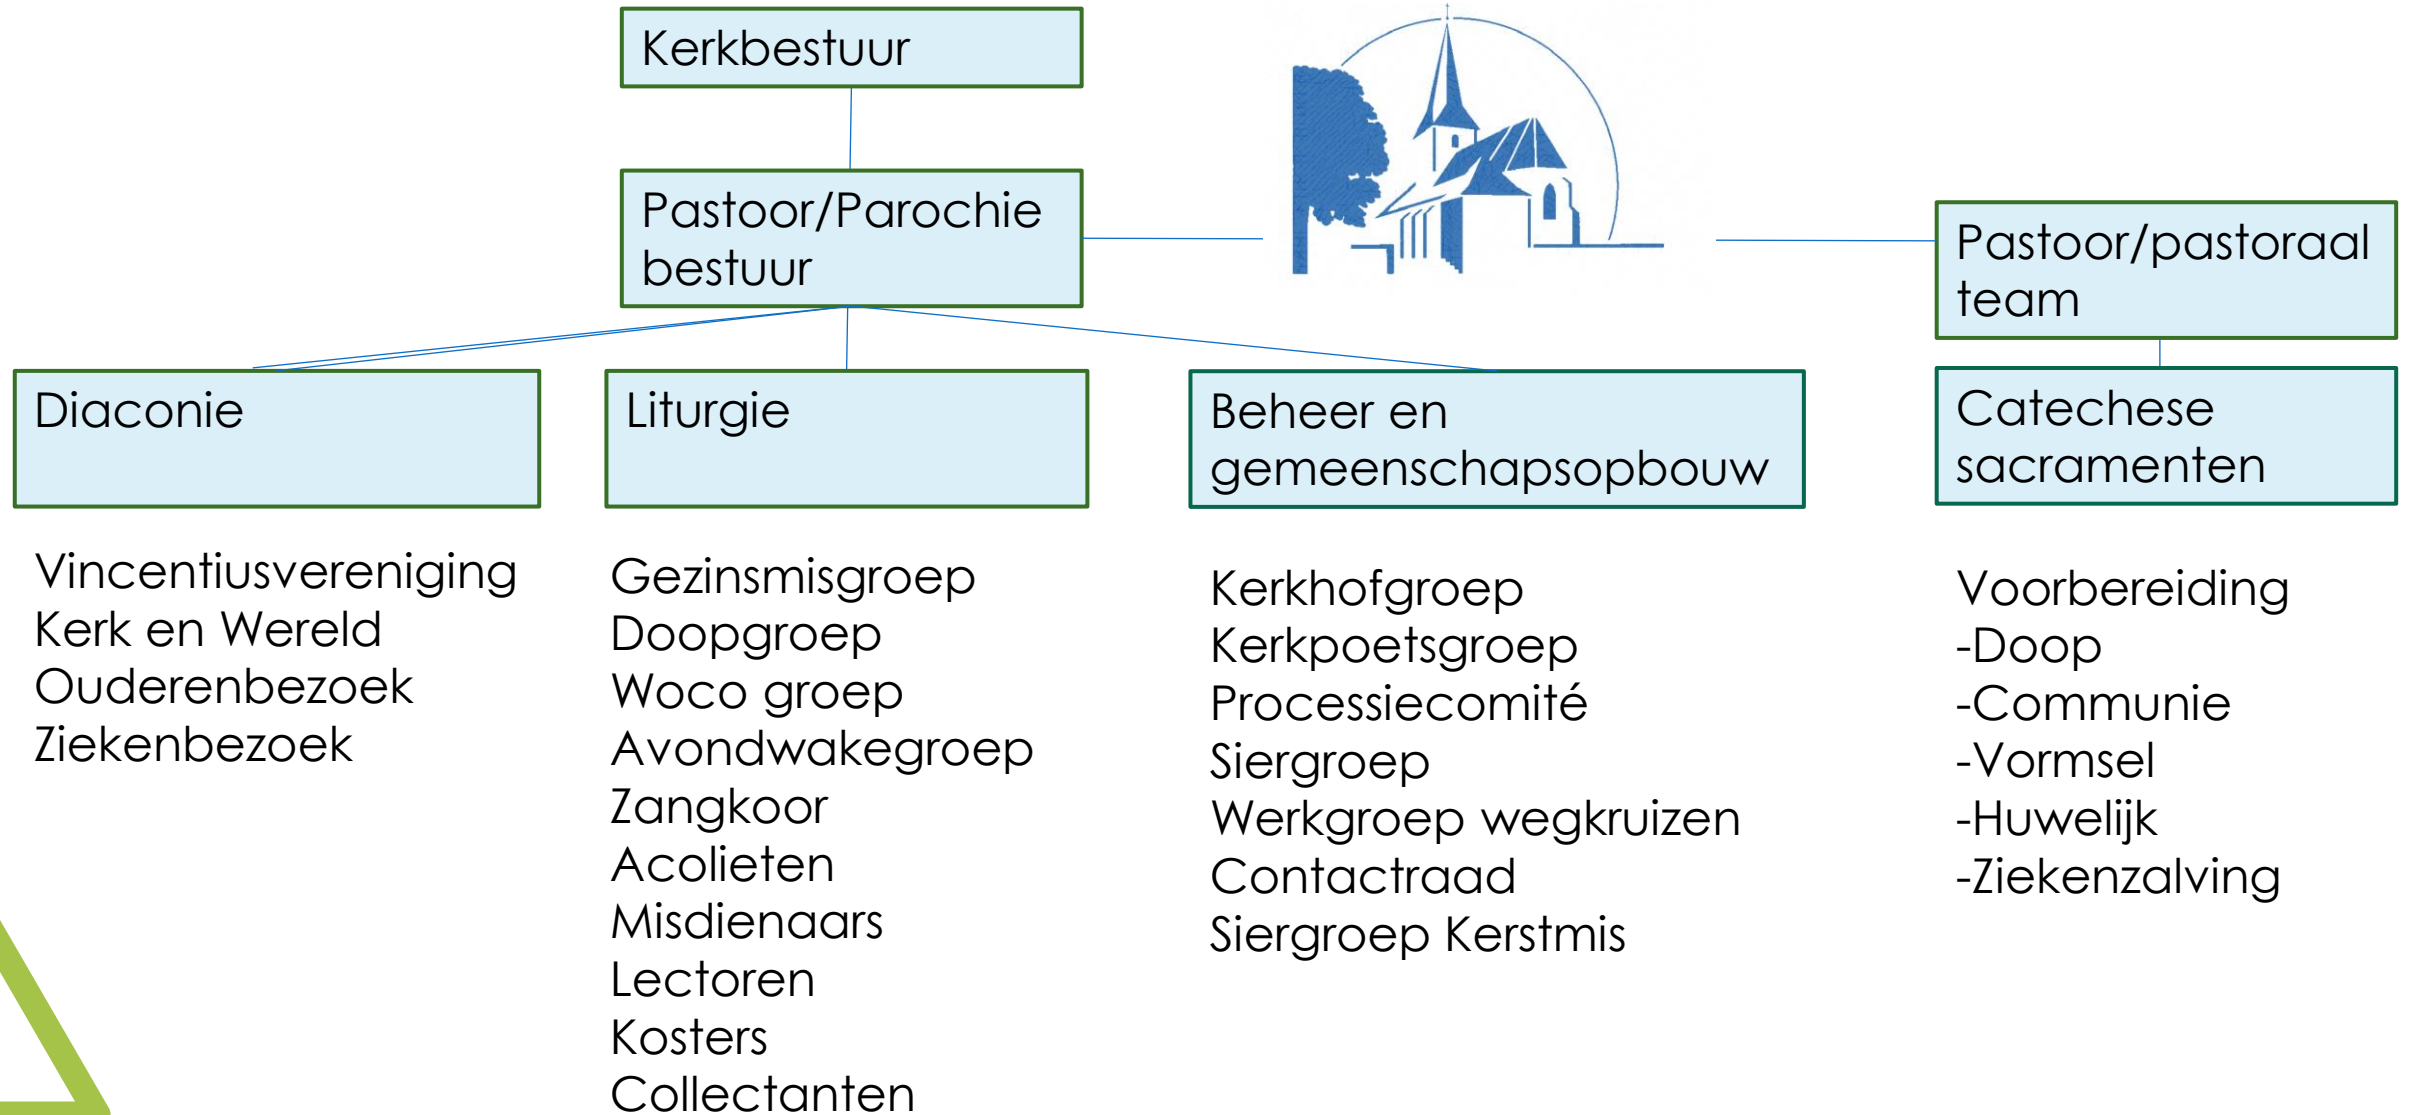 Kerkbestuur
Pastoor/Parochie
bestuur
Pastoor/pastoraal
team
Diaconie
Liturgie
Beheer en
gemeenschapsopbouw
Catechese
sacramenten
Vincentiusvereniging
Kerk en Wereld
Ouderenbezoek
Ziekenbezoek
Gezinsmisgroep
Doopgroep
Woco groep
Avondwakegroep
Zangkoor
Acolieten
Misdienaars
Lectoren
Kosters
Collectanten
Kerkhofgroep
Kerkpoetsgroep
Processiecomité
Siergroep
Werkgroep wegkruizen
Contactraad
Siergroep Kerstmis
Voorbereiding
-Doop
-Communie
-Vormsel
-Huwelijk
-Ziekenzalving